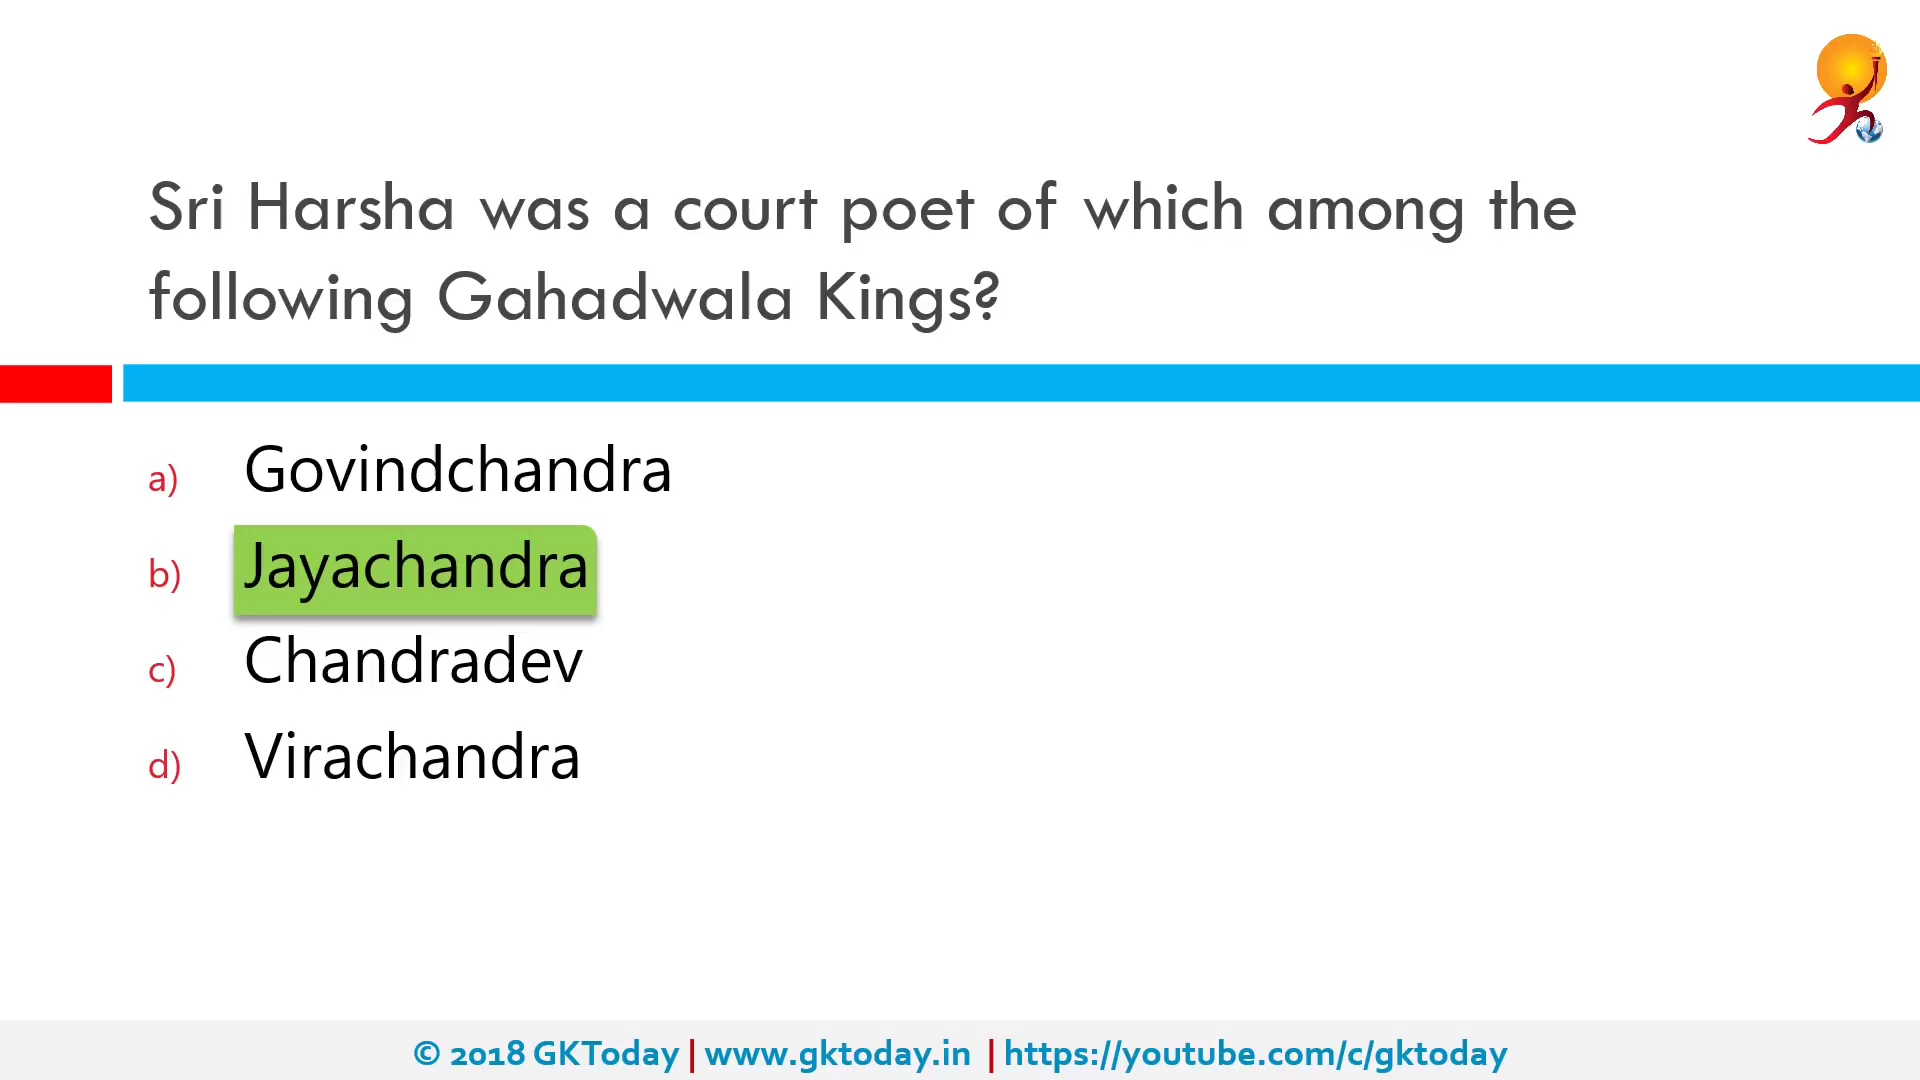 Sri Harsha was a court poet of which among the
following Gahadwala Kings?
a) Govindchandra
b) Jayachandra
c) Chandradev
d) Virachandra
© 2018 GKToday | www.gktoday.in | https://youtube.com/c/gktoday